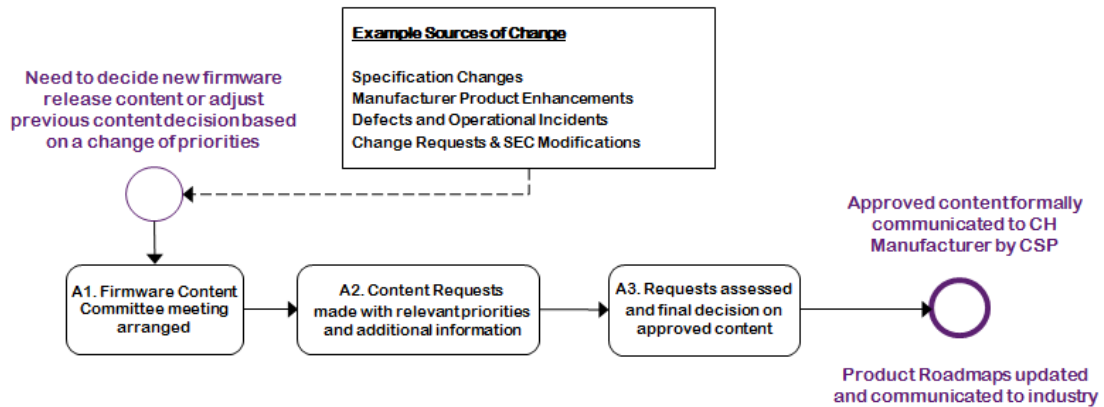 Example Sources of Change
Specification Changes
Manufacturer Product Enhancements
Defects and Operational Incidents
Change Requests & SEC Modifications
Need to decide new firmware
release content or adjust
previous content decision based
on a change of priorities
A1. Firmware Content
Committee meeting
arranged
A2. Content Requests
made with relevant priorities
and additional information
A3. Requests assessed
and final decision on
approved content
Approved content formally
communicated to CH
Manufacturer by CSP
Product Roadmaps updated
and communicated to industry